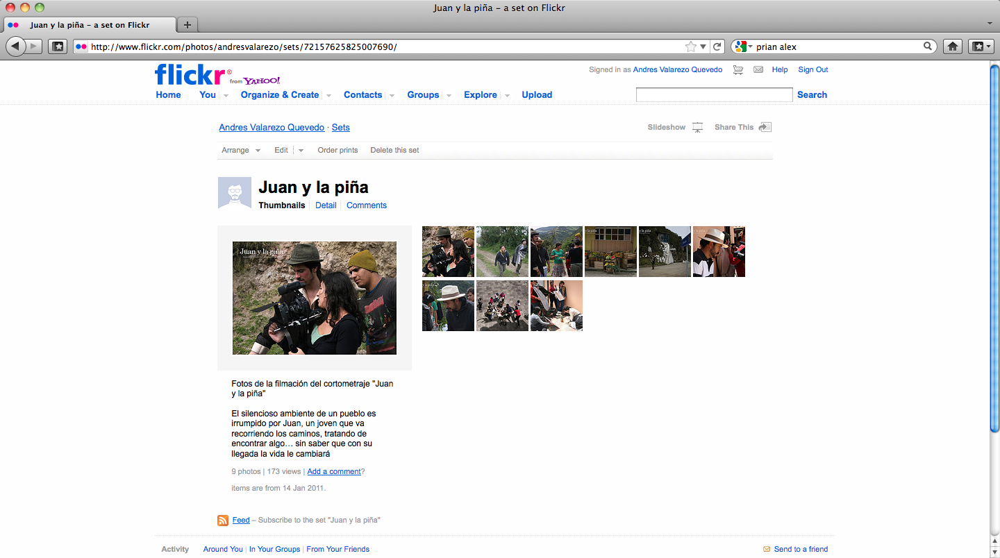 Juan y la piña – a set on Flickr
Juan y la piña – a set on Flickr
http://www.flickr.com/photos/andresvalarezo/sets/72157625825007690/
prian alex
flickr® from YAHOO!
Signed in as Andres Valarezo Quevedo Help Sign Out
Home You Organize & Create Contacts Groups Explore Upload Search
Andres Valarezo Quevedo · Sets
Slideshow Share This
Arrange Edit Order prints Delete this set
Juan y la piña
Thumbnails Detail Comments
Juan y la piña
Fotos de la filmación del cortometraje "Juan
y la piña"
El silencioso ambiente de un pueblo es
irrumpido por Juan, un joven que va
recorriendo los caminos, tratando de
encontrar algo… sin saber que con su
llegada la vida le cambiará
9 photos | 173 views | Add a comment?
items are from 14 Jan 2011.
Feed – Subscribe to the set "Juan y la piña"
Activity Around You | In Your Groups | From Your Friends
Send to a friend